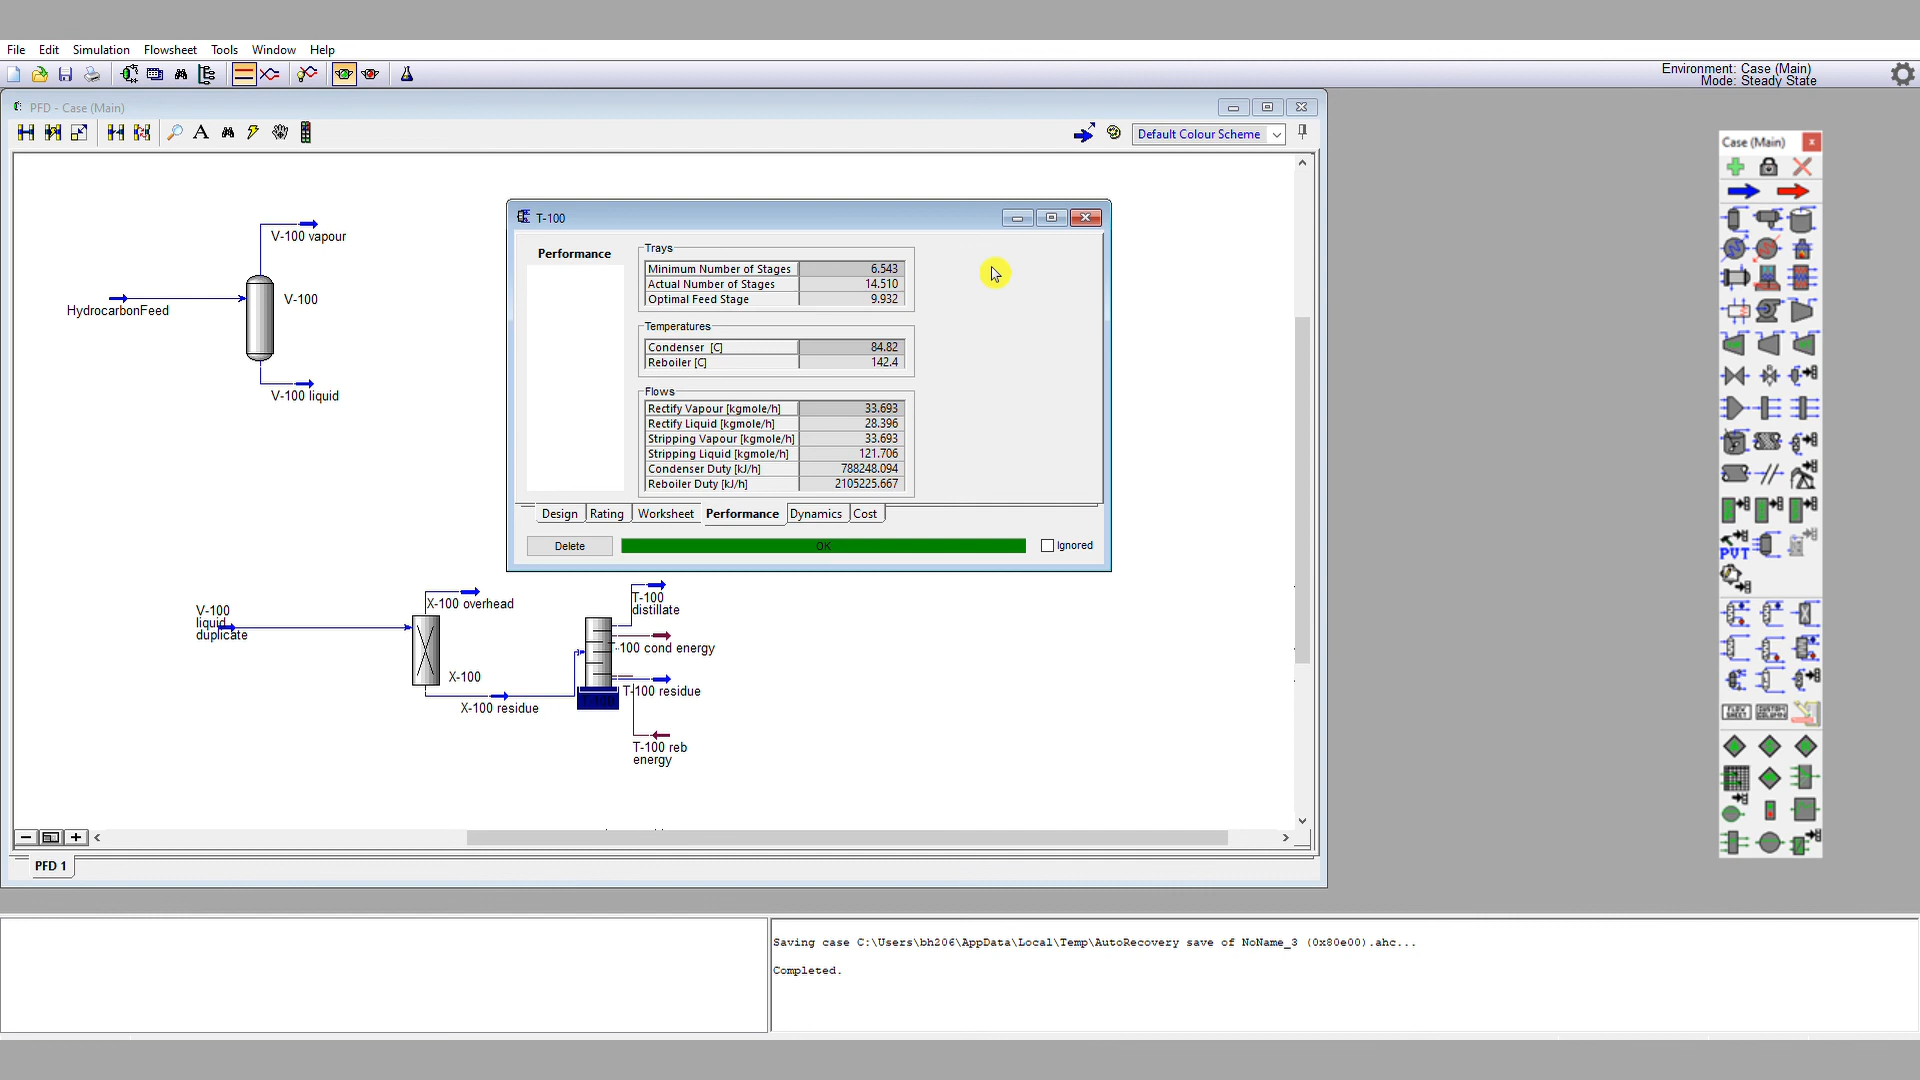 File Edit Simulation Flowsheet Tools Window Help
Environment: Case (Main)
Mode: Steady State
PFD - Case (Main)
Default Colour Scheme
Case (Main)
V-100 vapour
HydrocarbonFeed
V-100
V-100 liquid
T-100
Performance
Trays
Minimum Number of Stages 6.543
Actual Number of Stages 14.510
Optimal Feed Stage 9.932
Temperatures
Condenser [C] 84.82
Reboiler [C] 142.4
Flows
Rectify Vapour [kgmole/h] 33.693
Rectify Liquid [kgmole/h] 28.396
Stripping Vapour [kgmole/h] 33.693
Stripping Liquid [kgmole/h] 121.706
Condenser Duty [kJ/h] 788248.094
Reboiler Duty [kJ/h] 2105225.667
Design Rating Worksheet Performance Dynamics Cost
Delete OK Ignored
PVT
FLOW SHEET
CUSTOM COLUMN
V-100
liquid
duplicate
X-100 overhead
X-100
X-100 residue
T-100
distillate
-100 cond energy
T-100 residue
T-100 reb
energy
PFD 1
Saving case C:\Users\bh206\AppData\Local\Temp\AutoRecovery save of NoName_3 (0x80e00).ahc...
Completed.